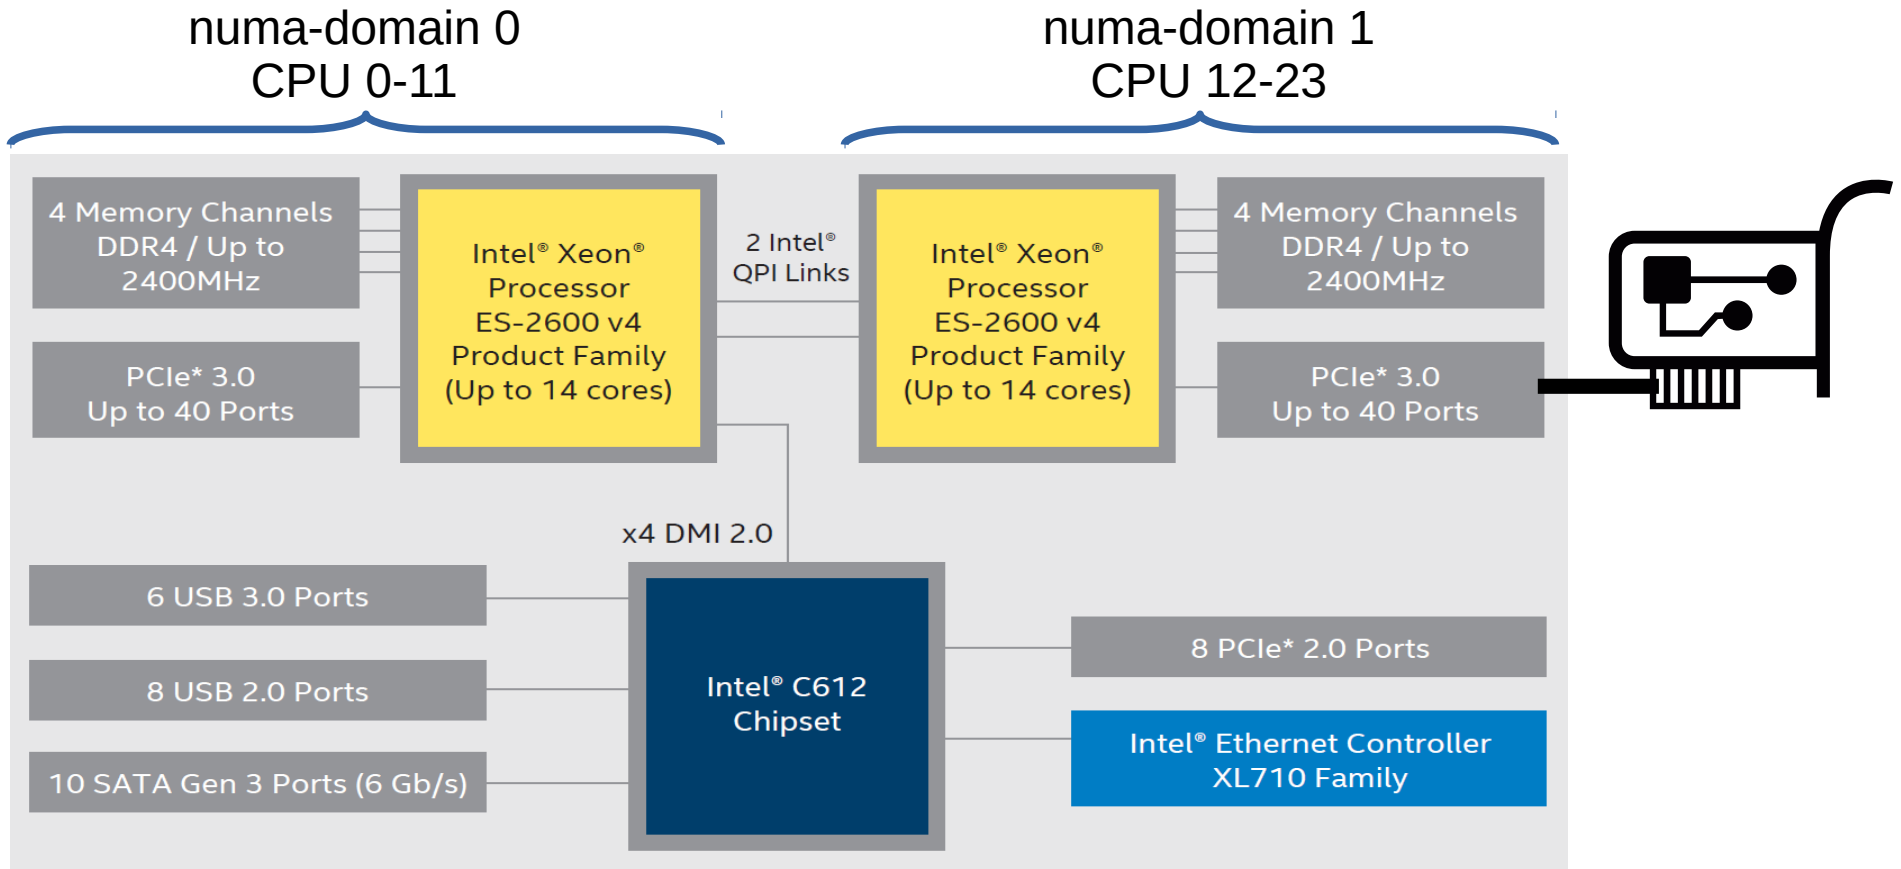 numa-domain 0
CPU 0-11
numa-domain 1
CPU 12-23
4 Memory Channels
DDR4 / Up to
2400MHz
PCIe* 3.0
Up to 40 Ports
Intel® Xeon®
Processor
ES-2600 v4
Product Family
(Up to 14 cores)
2 Intel®
QPI Links
Intel® Xeon®
Processor
ES-2600 v4
Product Family
(Up to 14 cores)
4 Memory Channels
DDR4 / Up to
2400MHz
PCIe* 3.0
Up to 40 Ports
x4 DMI 2.0
6 USB 3.0 Ports
8 USB 2.0 Ports
10 SATA Gen 3 Ports (6 Gb/s)
Intel® C612
Chipset
8 PCIe* 2.0 Ports
Intel® Ethernet Controller
XL710 Family